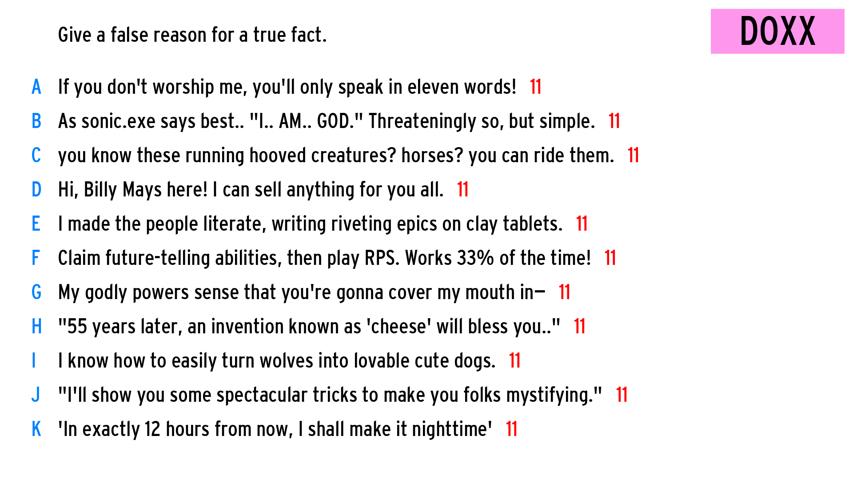 Give a false reason for a true fact.
DOXX
A If you don't worship me, you'll only speak in eleven words! 11
B As sonic.exe says best.. "I.. AM.. GOD." Threateningly so, but simple. 11
C you know these running hooved creatures? horses? you can ride them. 11
D Hi, Billy Mays here! I can sell anything for you all. 11
E I made the people literate, writing riveting epics on clay tablets. 11
F Claim future-telling abilities, then play RPS. Works 33% of the time! 11
G My godly powers sense that you're gonna cover my mouth in— 11
H "55 years later, an invention known as 'cheese' will bless you.." 11
I I know how to easily turn wolves into lovable cute dogs. 11
J "I'll show you some spectacular tricks to make you folks mystifying." 11
K 'In exactly 12 hours from now, I shall make it nighttime' 11